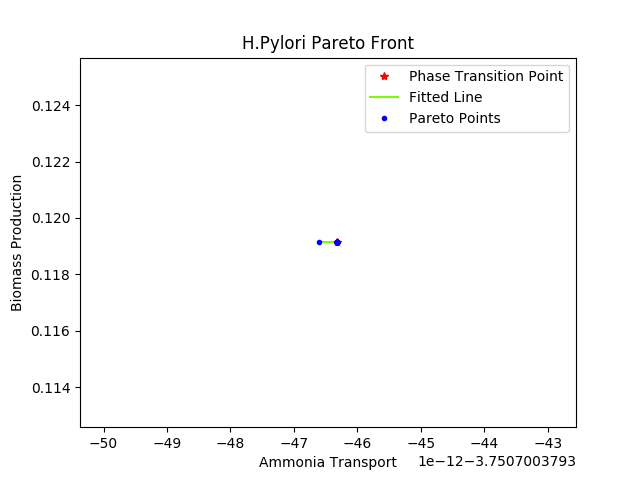 H.Pylori Pareto Front
Phase Transition Point
Fitted Line
Pareto Points
Biomass Production
0.124
0.122
0.120
0.118
0.116
0.114
−50 −49 −48 −47 −46 −45 −44 −43
Ammonia Transport
1e−12−3.7507003793